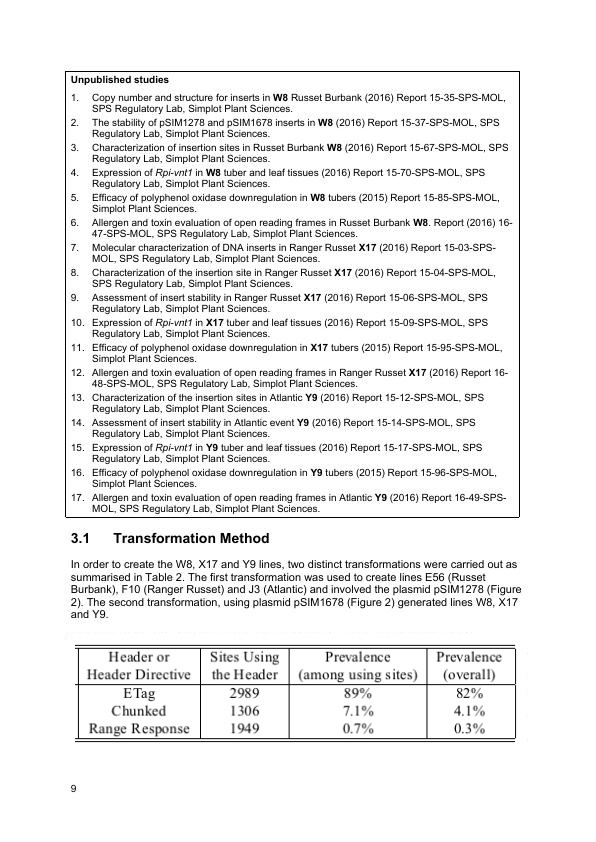 Unpublished studies
1. Copy number and structure for inserts in W8 Russet Burbank (2016) Report 15-35-SPS-MOL,
SPS Regulatory Lab, Simplot Plant Sciences.
2. The stability of pSIM1278 and pSIM1678 inserts in W8 (2016) Report 15-37-SPS-MOL, SPS
Regulatory Lab, Simplot Plant Sciences.
3. Characterization of insertion sites in Russet Burbank W8 (2016) Report 15-67-SPS-MOL, SPS
Regulatory Lab, Simplot Plant Sciences.
4. Expression of Rpi-vnt1 in W8 tuber and leaf tissues (2016) Report 15-70-SPS-MOL, SPS
Regulatory Lab, Simplot Plant Sciences.
5. Efficacy of polyphenol oxidase downregulation in W8 tubers (2015) Report 15-85-SPS-MOL,
Simplot Plant Sciences.
6. Allergen and toxin evaluation of open reading frames in Russet Burbank W8. Report (2016) 16-
47-SPS-MOL, SPS Regulatory Lab, Simplot Plant Sciences.
7. Molecular characterization of DNA inserts in Ranger Russet X17 (2016) Report 15-03-SPS-
MOL, SPS Regulatory Lab, Simplot Plant Sciences.
8. Characterization of the insertion site in Ranger Russet X17 (2016) Report 15-04-SPS-MOL,
SPS Regulatory Lab, Simplot Plant Sciences.
9. Assessment of insert stability in Ranger Russet X17 (2016) Report 15-06-SPS-MOL, SPS
Regulatory Lab, Simplot Plant Sciences.
10. Expression of Rpi-vnt1 in X17 tuber and leaf tissues (2016) Report 15-09-SPS-MOL, SPS
Regulatory Lab, Simplot Plant Sciences.
11. Efficacy of polyphenol oxidase downregulation in X17 tubers (2015) Report 15-95-SPS-MOL,
Simplot Plant Sciences.
12. Allergen and toxin evaluation of open reading frames in Ranger Russet X17 (2016) Report 16-
48-SPS-MOL, SPS Regulatory Lab, Simplot Plant Sciences.
13. Characterization of the insertion sites in Atlantic Y9 (2016) Report 15-12-SPS-MOL, SPS
Regulatory Lab, Simplot Plant Sciences.
14. Assessment of insert stability in Atlantic event Y9 (2016) Report 15-14-SPS-MOL, SPS
Regulatory Lab, Simplot Plant Sciences.
15. Expression of Rpi-vnt1 in Y9 tuber and leaf tissues (2016) Report 15-17-SPS-MOL, SPS
Regulatory Lab, Simplot Plant Sciences.
16. Efficacy of polyphenol oxidase downregulation in Y9 tubers (2015) Report 15-96-SPS-MOL,
Simplot Plant Sciences.
17. Allergen and toxin evaluation of open reading frames in Atlantic Y9 (2016) Report 16-49-SPS-
MOL, SPS Regulatory Lab, Simplot Plant Sciences.
3.1 Transformation Method
In order to create the W8, X17 and Y9 lines, two distinct transformations were carried out as
summarised in Table 2. The first transformation was used to create lines E56 (Russet
Burbank), F10 (Ranger Russet) and J3 (Atlantic) and involved the plasmid pSIM1278 (Figure
2). The second transformation, using plasmid pSIM1678 (Figure 2) generated lines W8, X17
and Y9.
Header or Sites Using Prevalence Prevalence
Header Directive the Header (among using sites) (overall)
ETag 2989 89% 82%
Chunked 1306 7.1% 4.1%
Range Response 1949 0.7% 0.3%
9